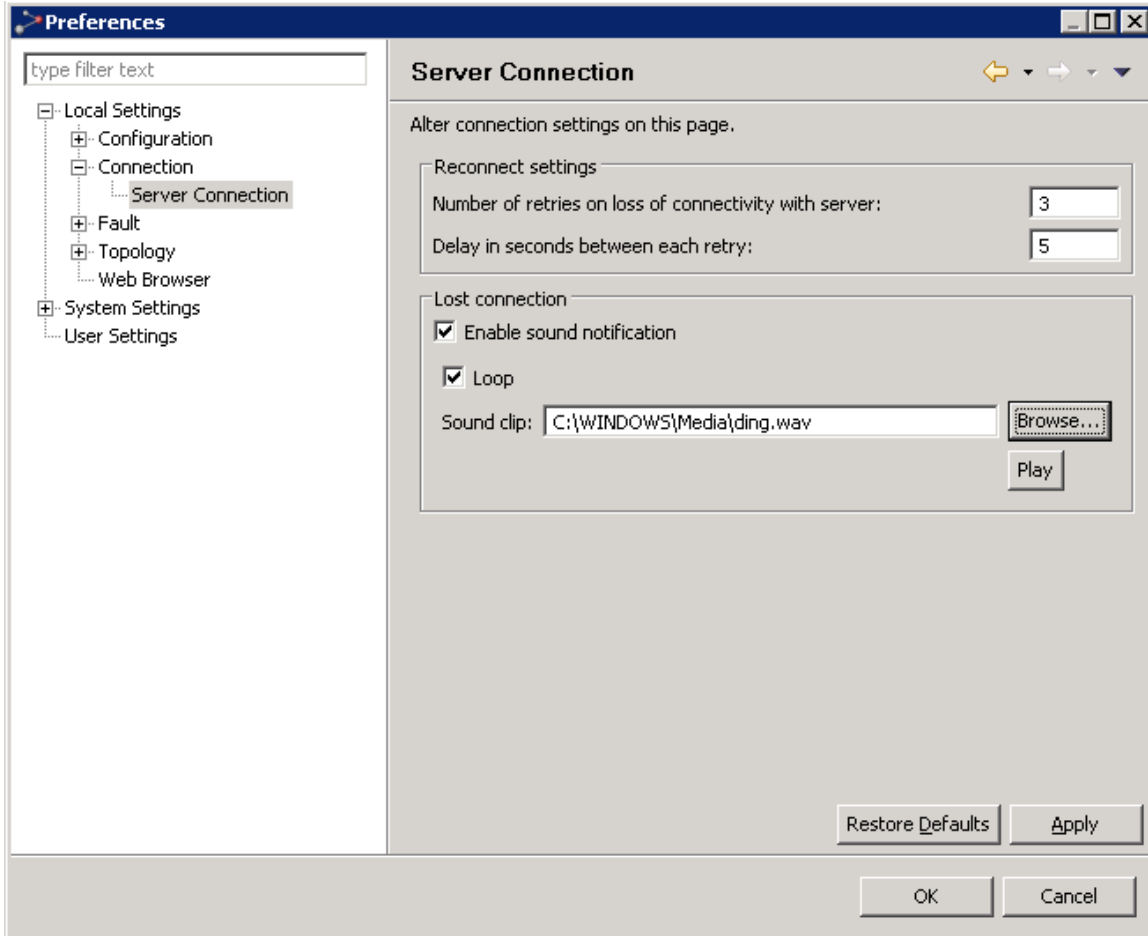 Preferences
type filter text
Local Settings
Configuration
Connection
Server Connection
Fault
Topology
Web Browser
System Settings
User Settings
Server Connection
Alter connection settings on this page.
Reconnect settings
Number of retries on loss of connectivity with server: 3
Delay in seconds between each retry: 5
Lost connection
Enable sound notification
Loop
Sound clip: C:\WINDOWS\Media\ding.wav Browse...
Play
Restore Defaults Apply
OK Cancel